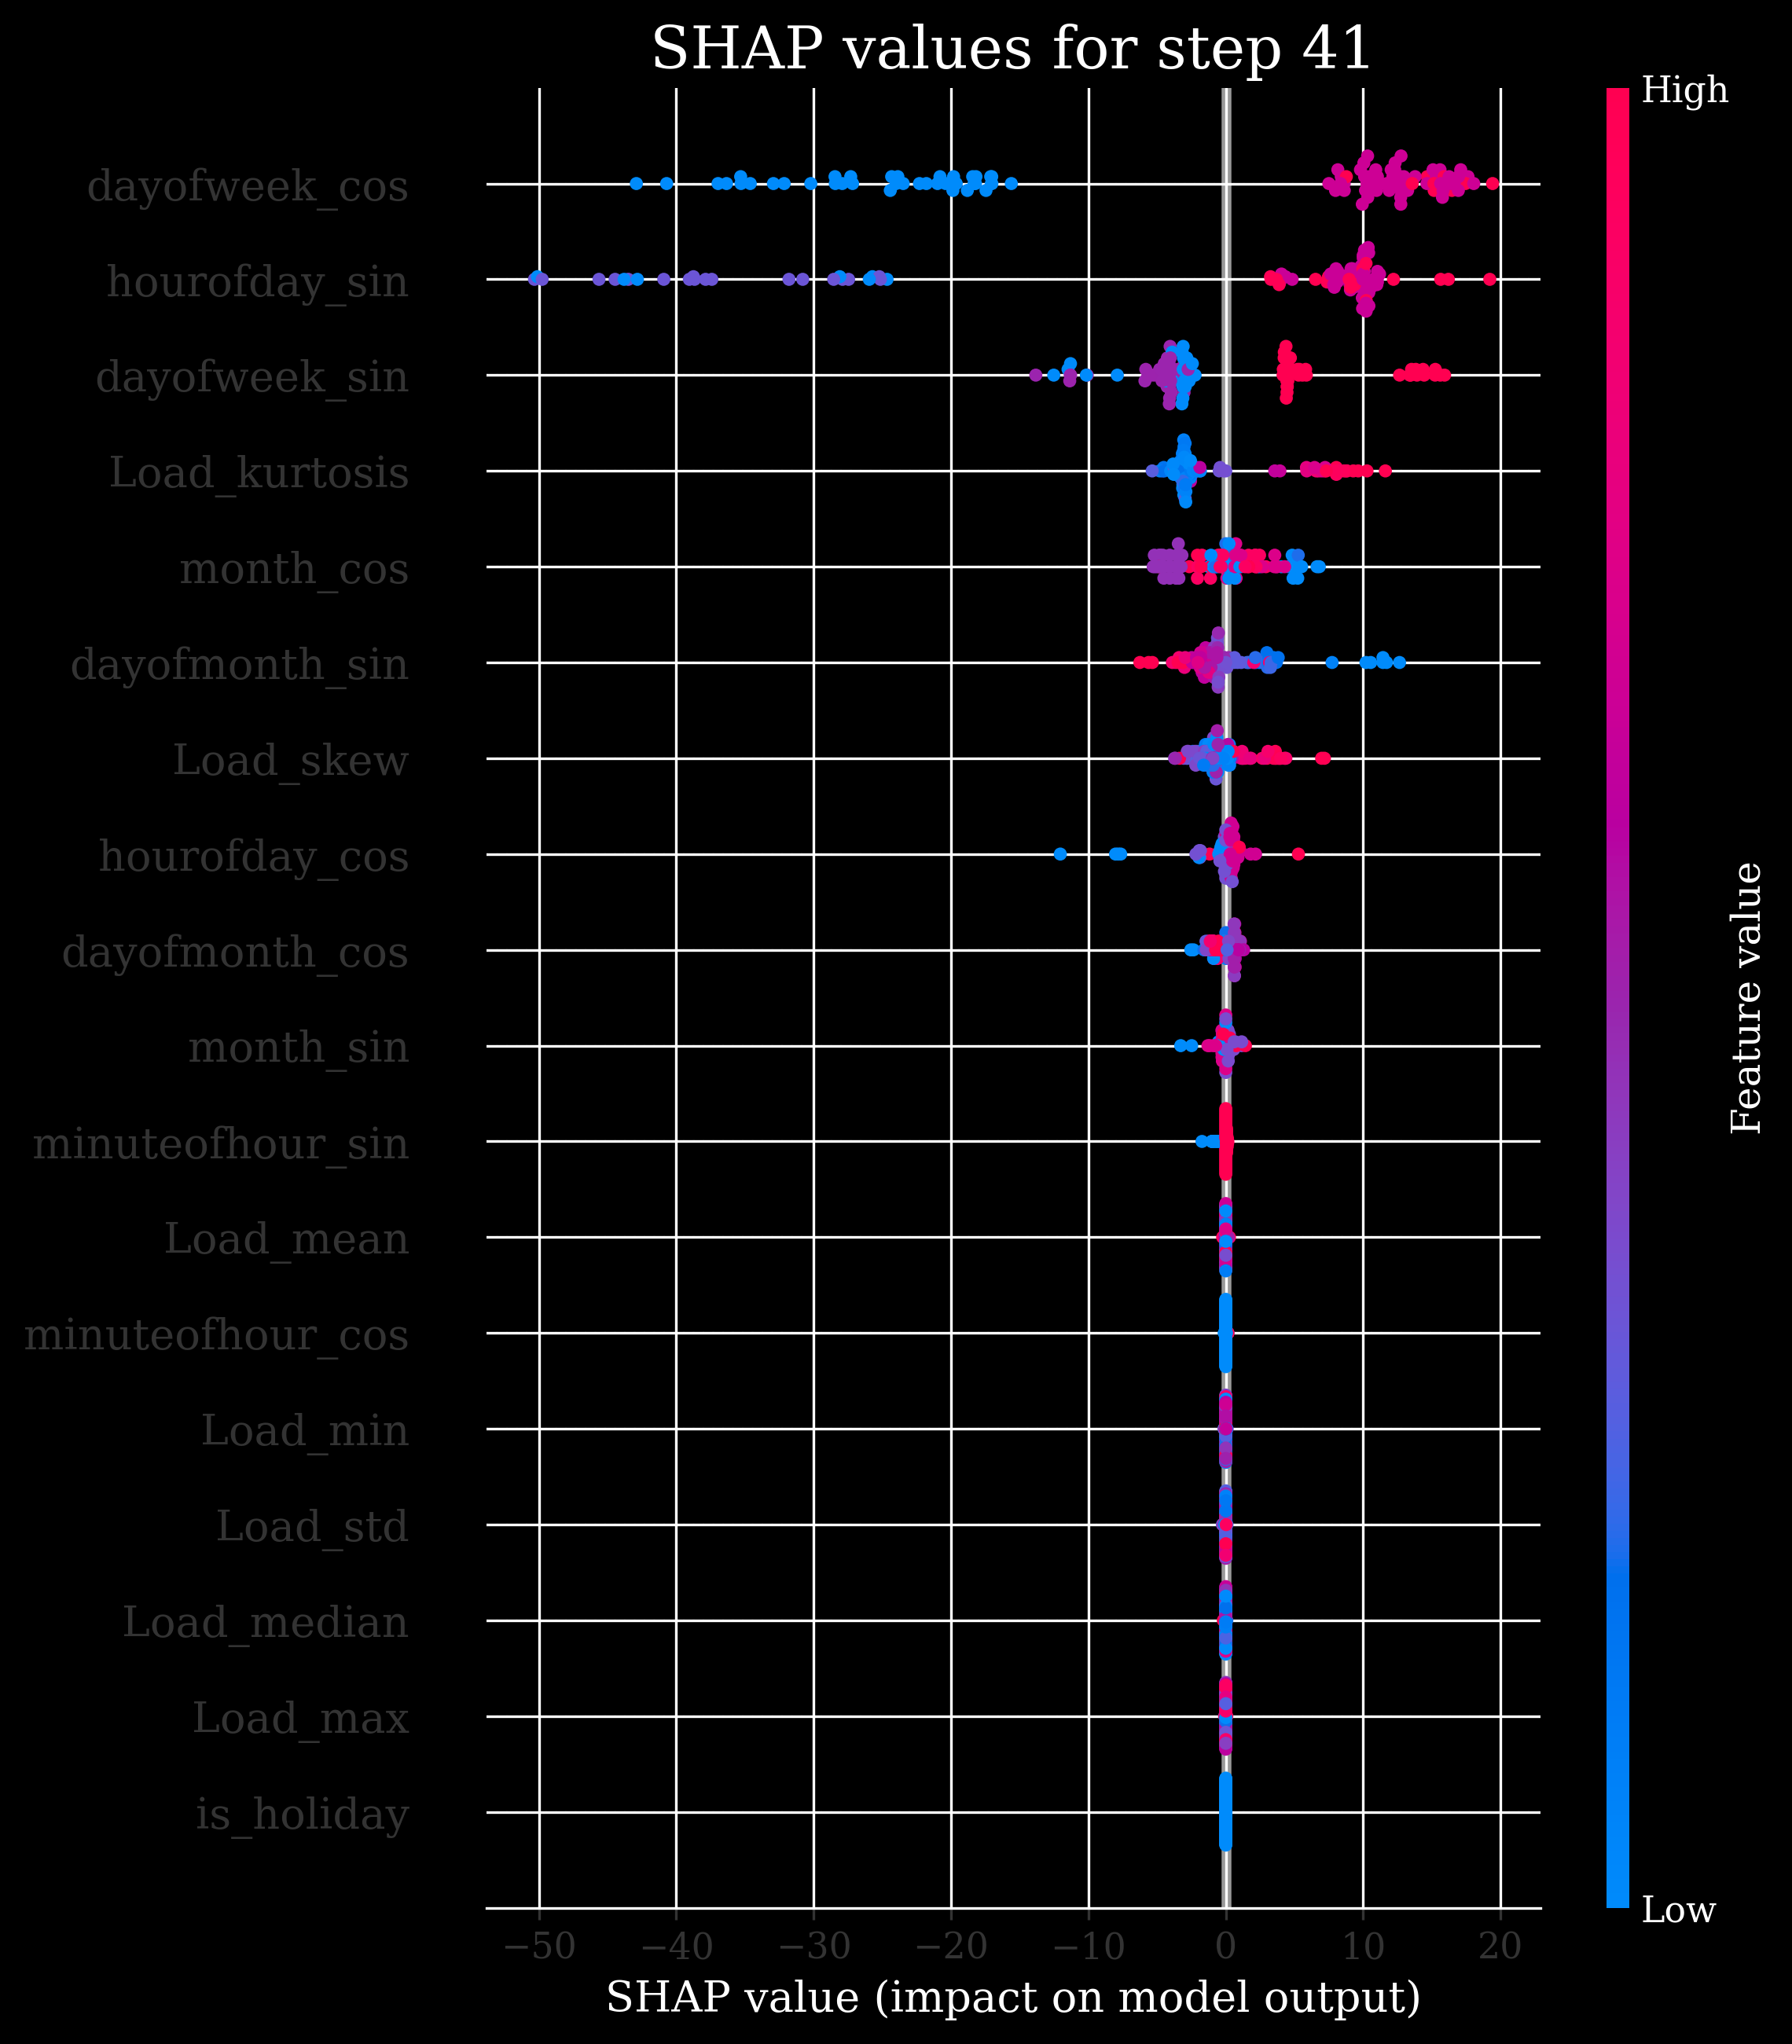 SHAP values for step 41
High
dayofweek_cos
hourofday_sin
dayofweek_sin
Load_kurtosis
month_cos
dayofmonth_sin
Load_skew
hourofday_cos
dayofmonth_cos
month_sin
minuteofhour_sin
Load_mean
minuteofhour_cos
Load_min
Load_std
Load_median
Load_max
is_holiday
Feature value
Low
−50 −40 −30 −20 −10 0 10 20
SHAP value (impact on model output)